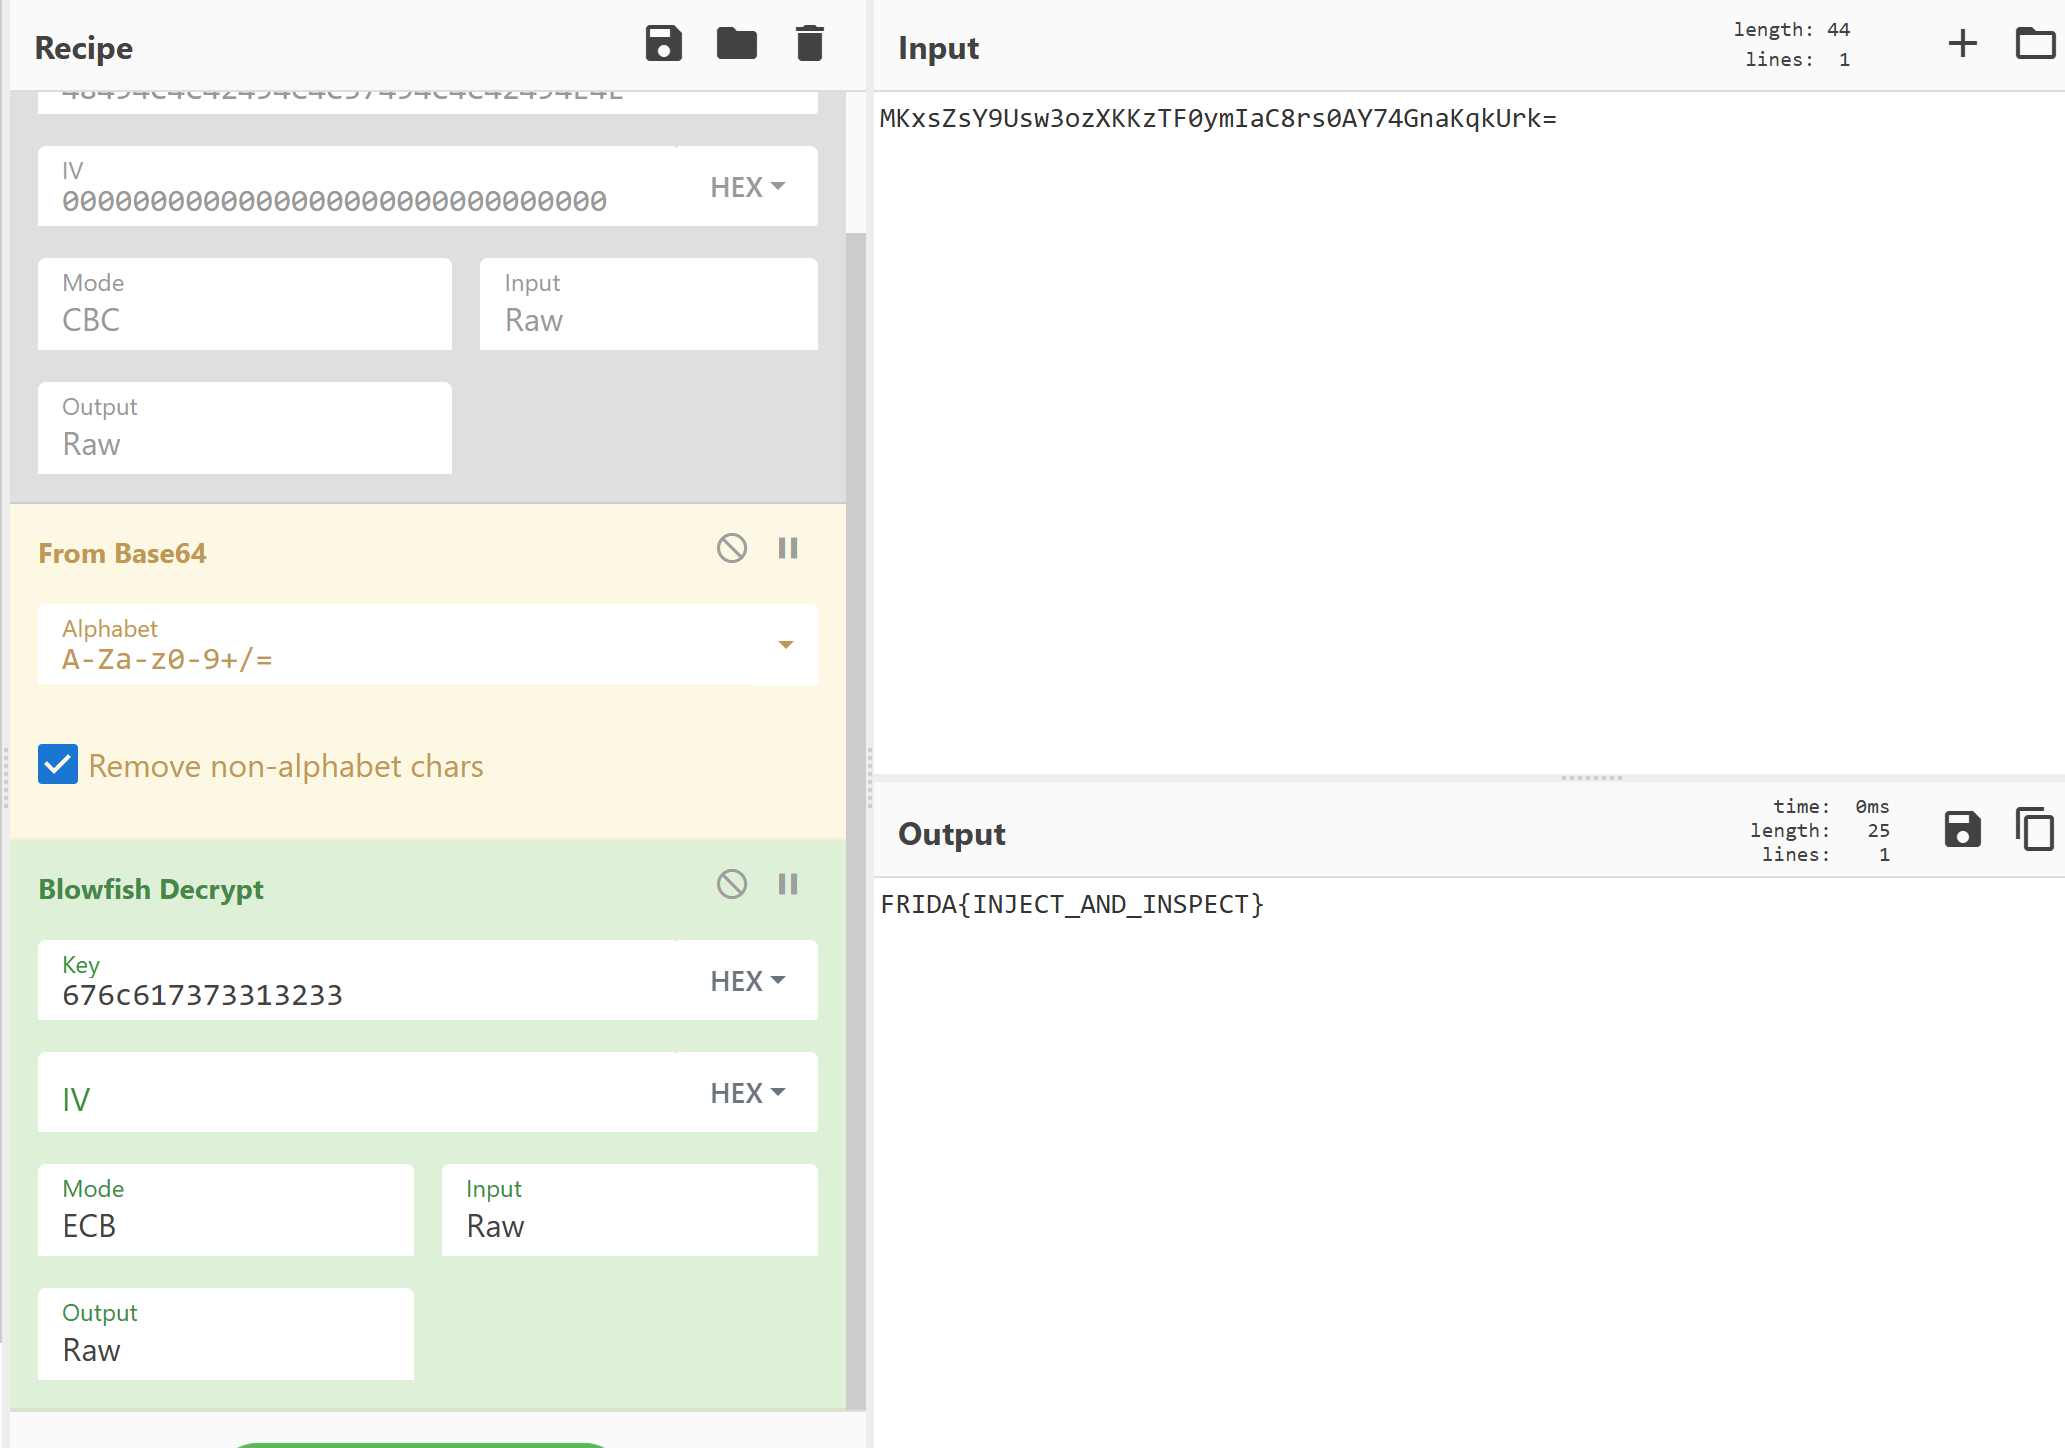 Recipe
IV
00000000000000000000000000000000
HEX
Mode
CBC
Input
Raw
Output
Raw
From Base64
Alphabet
A-Za-z0-9+/=
Remove non-alphabet chars
Blowfish Decrypt
Key
676c617373313233
HEX
IV
HEX
Mode
ECB
Input
Raw
Output
Raw
Input
length: 44
lines: 1
MKxsZsY9Usw3ozXKKzTF0ymIaC8rs0AY74GnaKqkUrk=
Output
time: 0ms
length: 25
lines: 1
FRIDA{INJECT_AND_INSPECT}